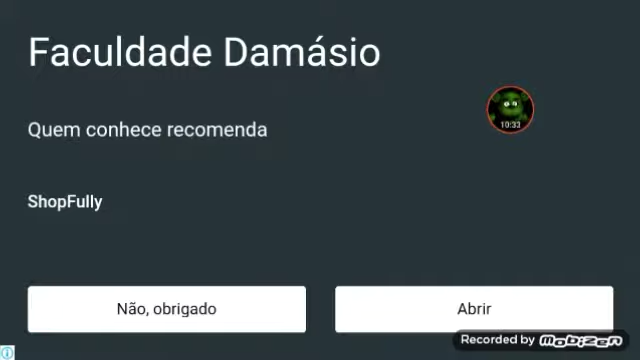 Faculdade Damásio
10:33
Quem conhece recomenda
ShopFully
Não, obrigado
Abrir
Recorded by Mobizen